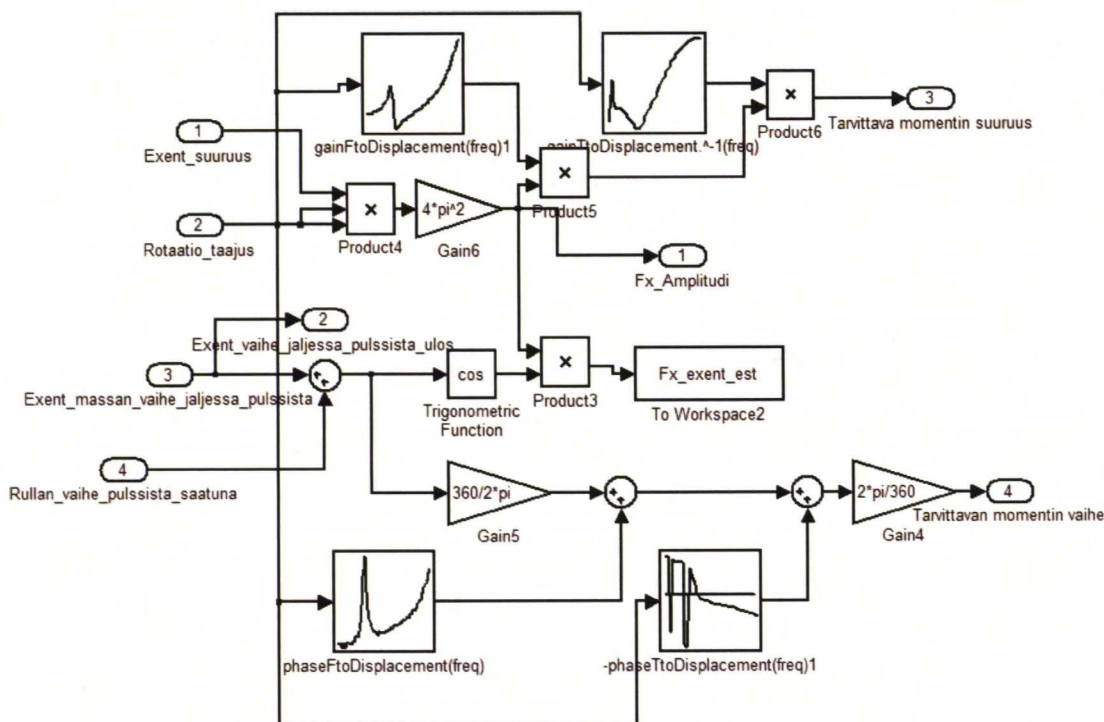 gainFtoDisplacement(freq)1
gainTtoDisplacement.^-1(freq)
×
Product6
3
Tarvittava momentin suuruus
1
Exent_suuruus
×
Product5
2
Rotaatio_taajus
×
Product4
4*pi^2
Gain6
1
Fx_Amplitudi
2
Exent_vaihe_jaljessa_pulssista_ulos
3
Exent_massan_vaihe_jaljessa_pulssista
cos
Trigonometric
Function
×
Product3
Fx_exent_est
To Workspace2
4
Rullan_vaihe_pulssista_saatuna
360/2*pi
Gain5
2*pi/360
Gain4
4
Tarvittavan momentin vaihe
phaseFtoDisplacement(freq)
-phaseTtoDisplacement(freq)1